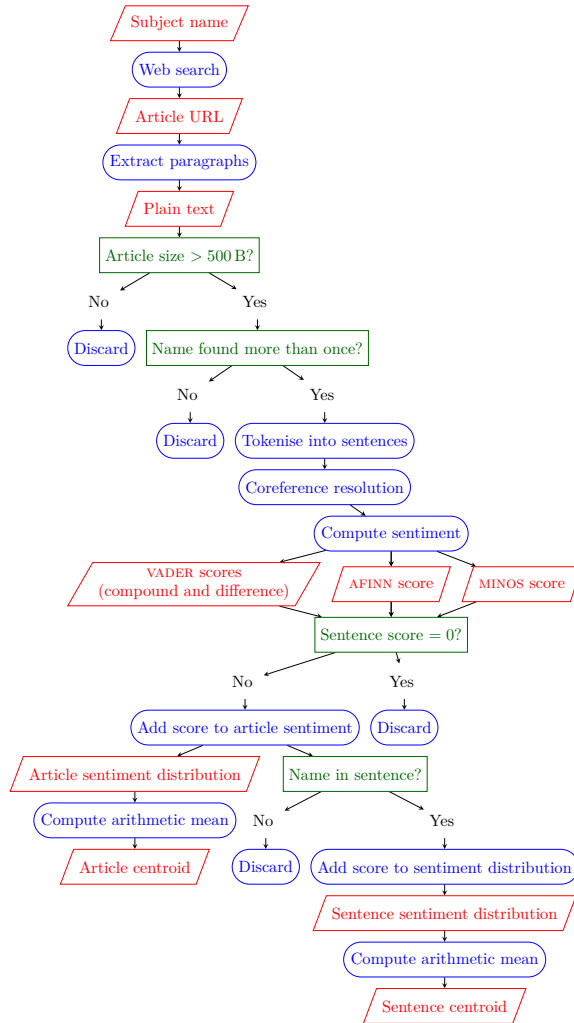 Subject name
Web search
Article URL
Extract paragraphs
Plain text
Article size > 500 B?
No
Yes
Discard
Name found more than once?
No
Yes
Discard
Tokenise into sentences
Coreference resolution
Compute sentiment
VADER scores
(compound and difference)
AFINN score
MINOS score
Sentence score = 0?
No
Yes
Add score to article sentiment
Discard
Article sentiment distribution
Name in sentence?
Compute arithmetic mean
No
Yes
Article centroid
Discard
Add score to sentiment distribution
Sentence sentiment distribution
Compute arithmetic mean
Sentence centroid